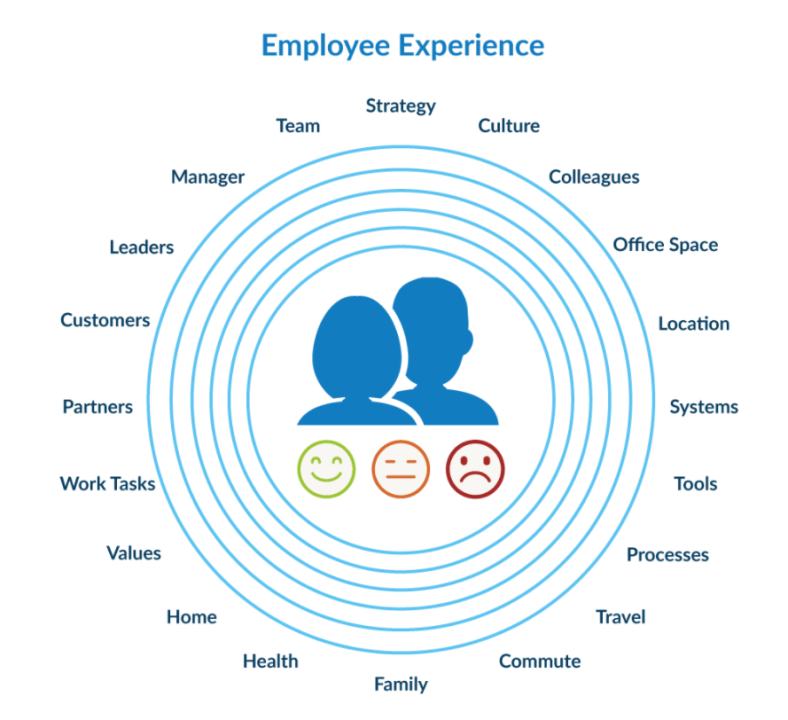 Employee Experience
Strategy
Team
Culture
Manager
Colleagues
Leaders
Office Space
Customers
Location
Partners
Systems
Work Tasks
Tools
Values
Processes
Home
Travel
Health
Commute
Family